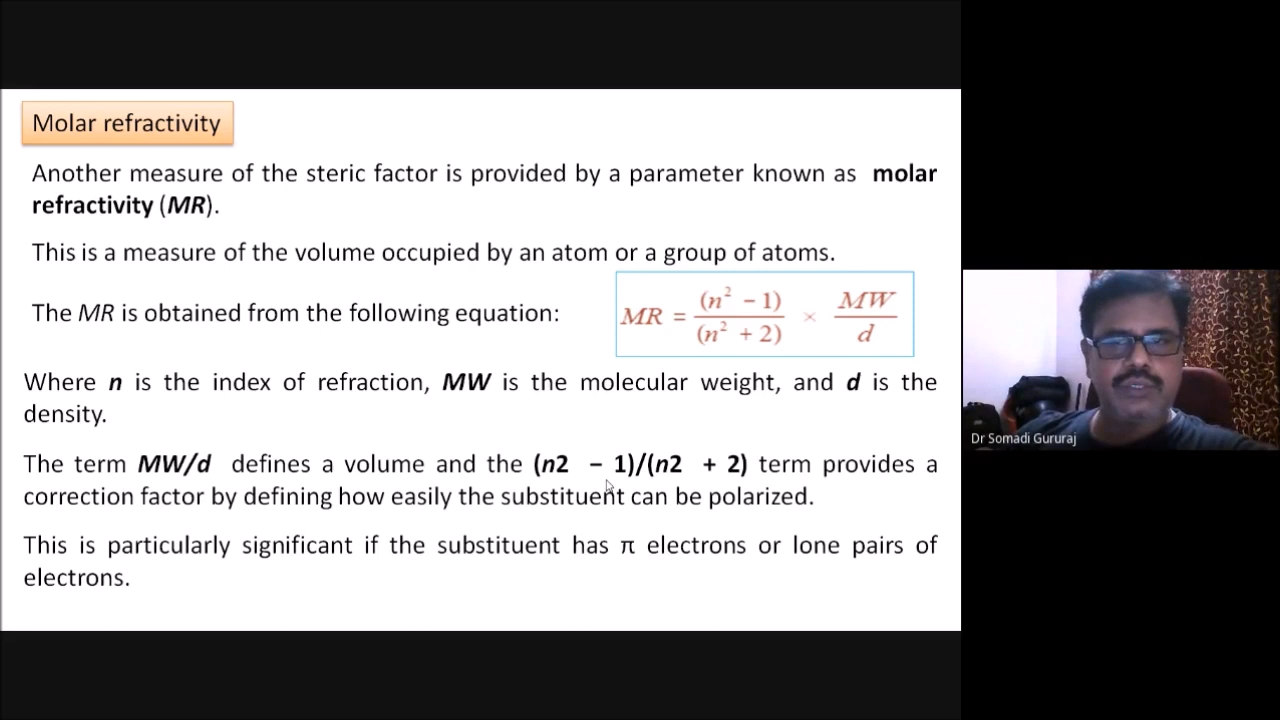 Molar refractivity
Another measure of the steric factor is provided by a parameter known as molar
refractivity (MR).
This is a measure of the volume occupied by an atom or a group of atoms.
The MR is obtained from the following equation:
MR = (n² − 1)/(n² + 2) × MW/d
Where n is the index of refraction, MW is the molecular weight, and d is the
density.
The term MW/d defines a volume and the (n2 − 1)/(n2 + 2) term provides a
correction factor by defining how easily the substituent can be polarized.
This is particularly significant if the substituent has π electrons or lone pairs of
electrons.
Dr Somadi Gururaj